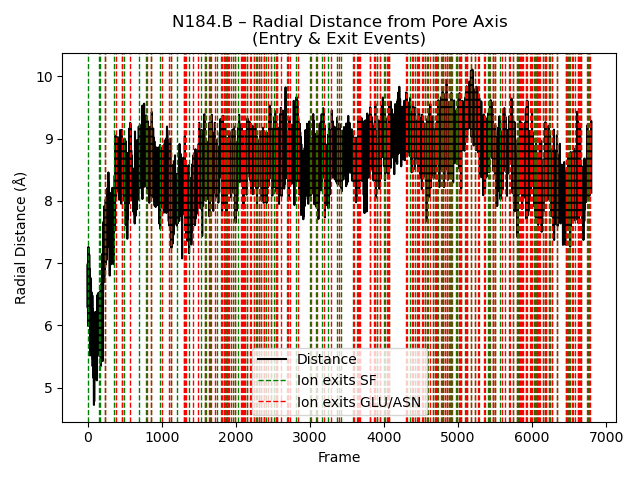 N184.B – Radial Distance from Pore Axis
(Entry & Exit Events)
10
9
8
7
6
5
Radial Distance (Å)
Distance
Ion exits SF
Ion exits GLU/ASN
0
1000
2000
3000
4000
5000
6000
7000
Frame